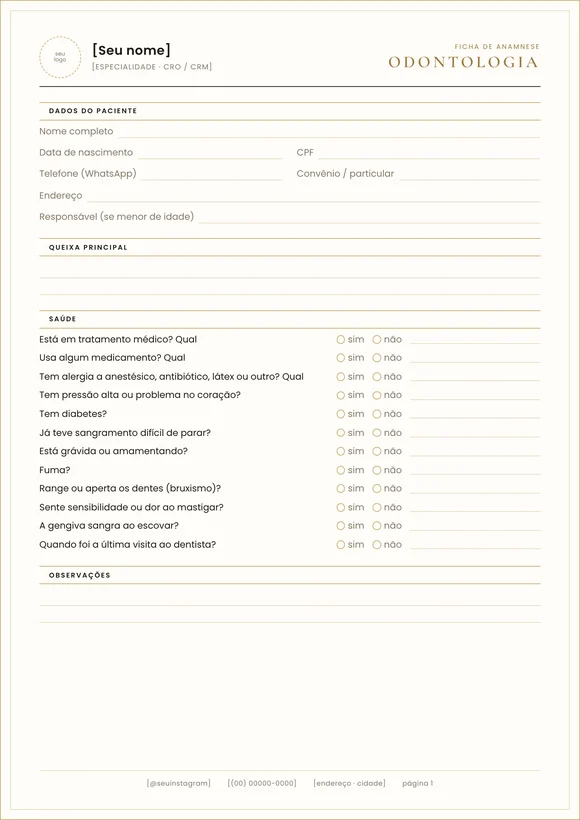 seu
logo
[Seu nome]
[ESPECIALIDADE · CRO / CRM]
FICHA DE ANAMNESE
ODONTOLOGIA
DADOS DO PACIENTE
Nome completo
Data de nascimento CPF
Telefone (WhatsApp) Convênio / particular
Endereço
Responsável (se menor de idade)
QUEIXA PRINCIPAL
SAÚDE
Está em tratamento médico? Qual sim não
Usa algum medicamento? Qual sim não
Tem alergia a anestésico, antibiótico, látex ou outro? Qual sim não
Tem pressão alta ou problema no coração? sim não
Tem diabetes? sim não
Já teve sangramento difícil de parar? sim não
Está grávida ou amamentando? sim não
Fuma? sim não
Range ou aperta os dentes (bruxismo)? sim não
Sente sensibilidade ou dor ao mastigar? sim não
A gengiva sangra ao escovar? sim não
Quando foi a última visita ao dentista? sim não
OBSERVAÇÕES
[@seuinstagram] [(00) 00000-0000] [endereço · cidade] página 1